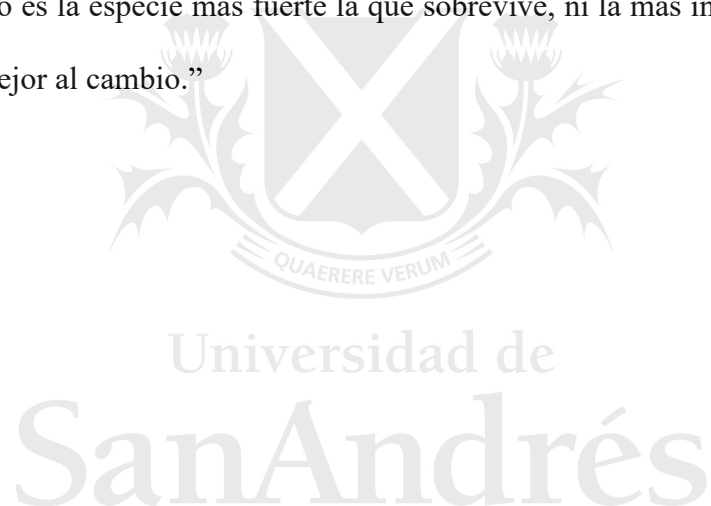 o es la especie más fuerte la que sobrevive, ni la más in
ejor al cambio.”
QUAERERE VERUM
Universidad de
SanAndrés